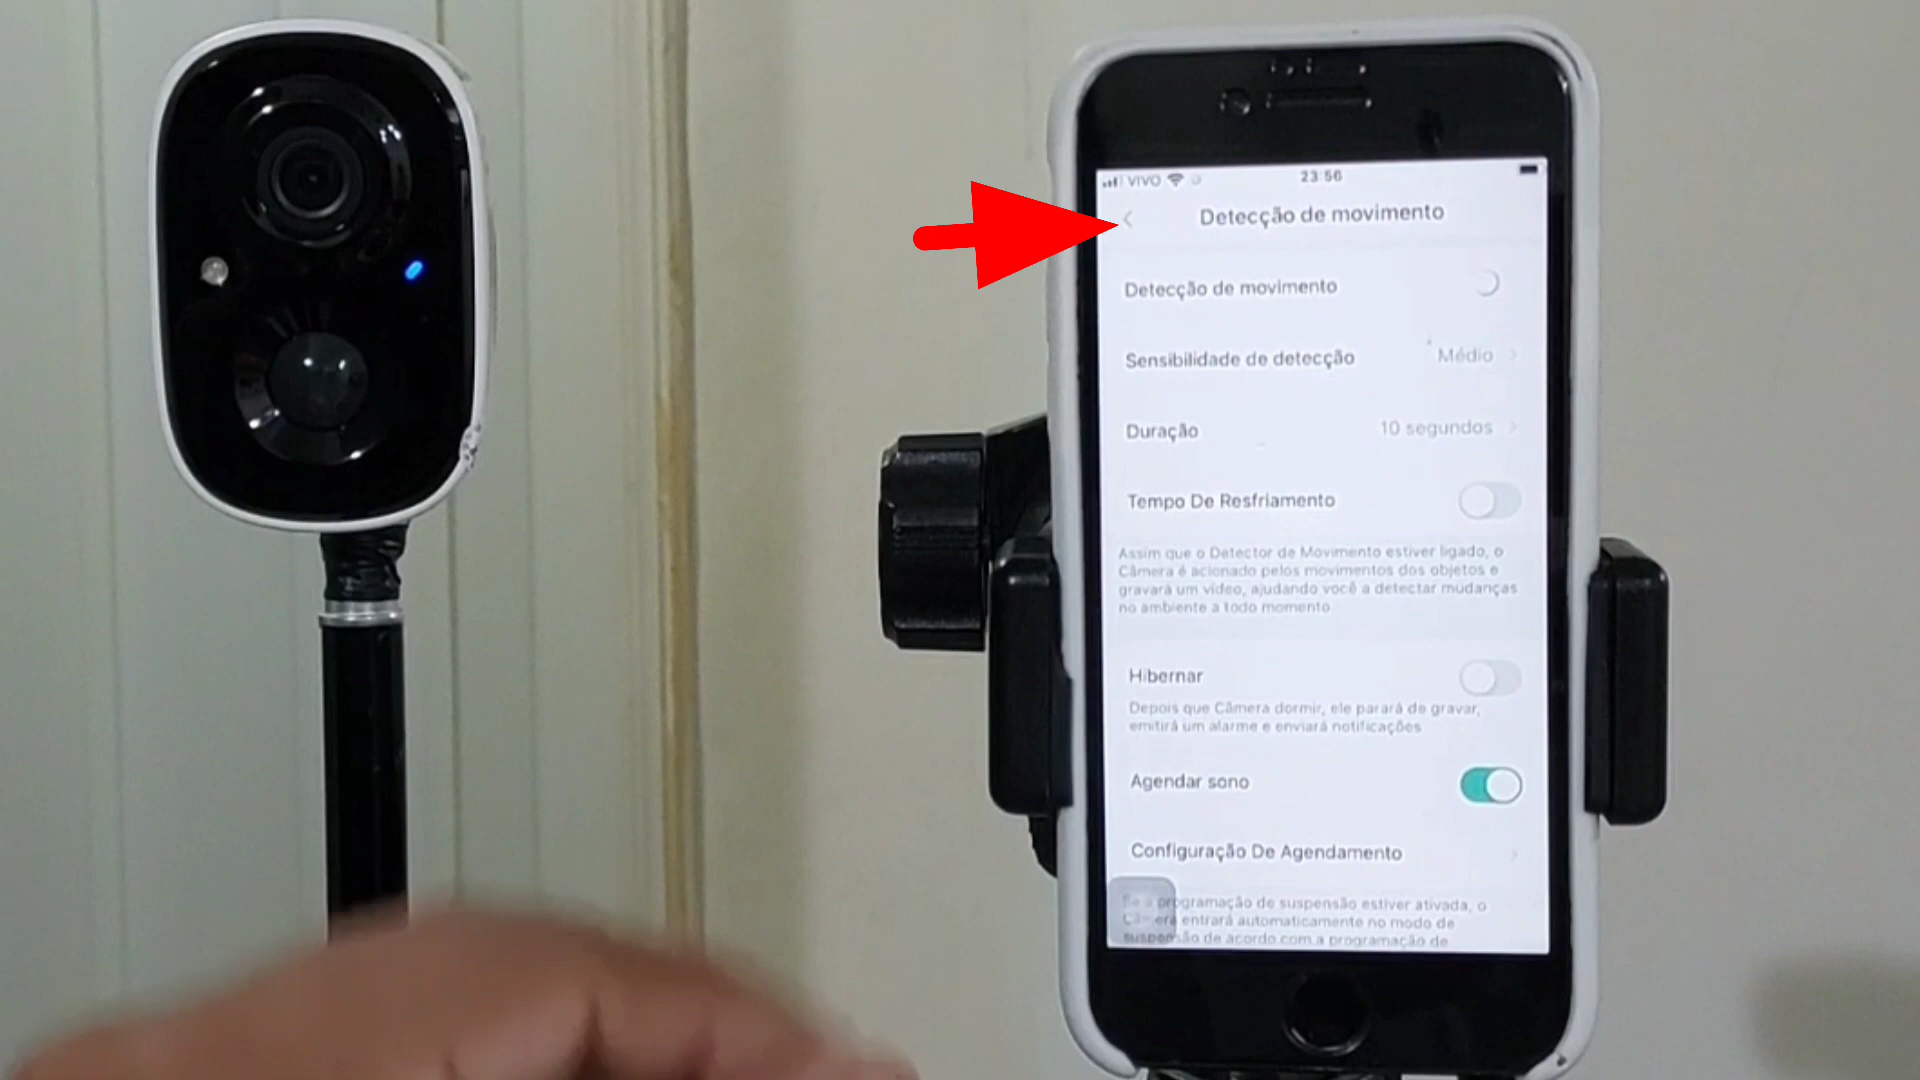 VIVO 23:56
Detecção de movimento
Detecção de movimento
Sensibilidade de detecção Médio
Duração 10 segundos
Tempo De Resfriamento
Assim que o Detector de Movimento estiver ligado, o
Câmera é acionado pelos movimentos dos objetos e
gravará um vídeo, ajudando você a detectar mudanças
no ambiente a todo momento
Hibernar
Depois que Câmera dormir, ele parará de gravar,
emitirá um alarme e enviará notificações
Agendar sono
Configuração De Agendamento
Se a programação de suspensão estiver ativada, o
Câmera entrará automaticamente no modo de
suspensão de acordo com a programação de